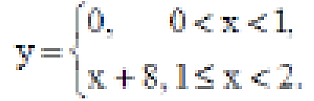 y = { 0, 0 < x < 1,
x + 8, 1 ≤ x < 2.